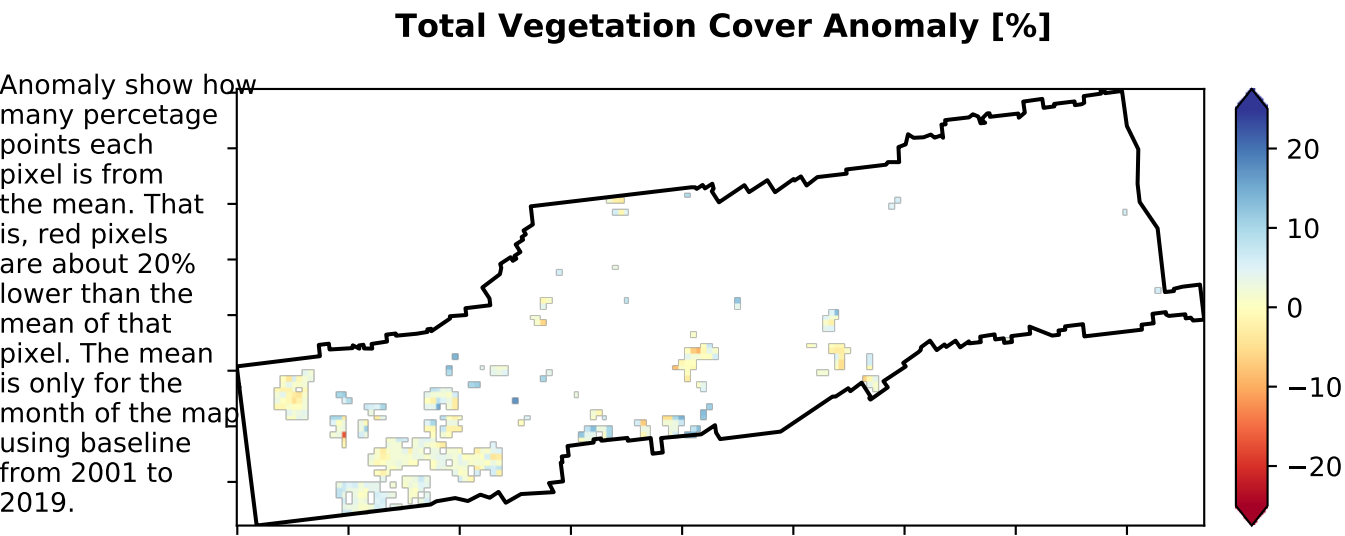 Total Vegetation Cover Anomaly [%]
Anomaly show how
many percetage
points each
pixel is from
the mean. That
is, red pixels
are about 20%
lower than the
mean of that
pixel. The mean
is only for the
month of the map
using baseline
from 2001 to
2019.
20
10
0
−10
−20